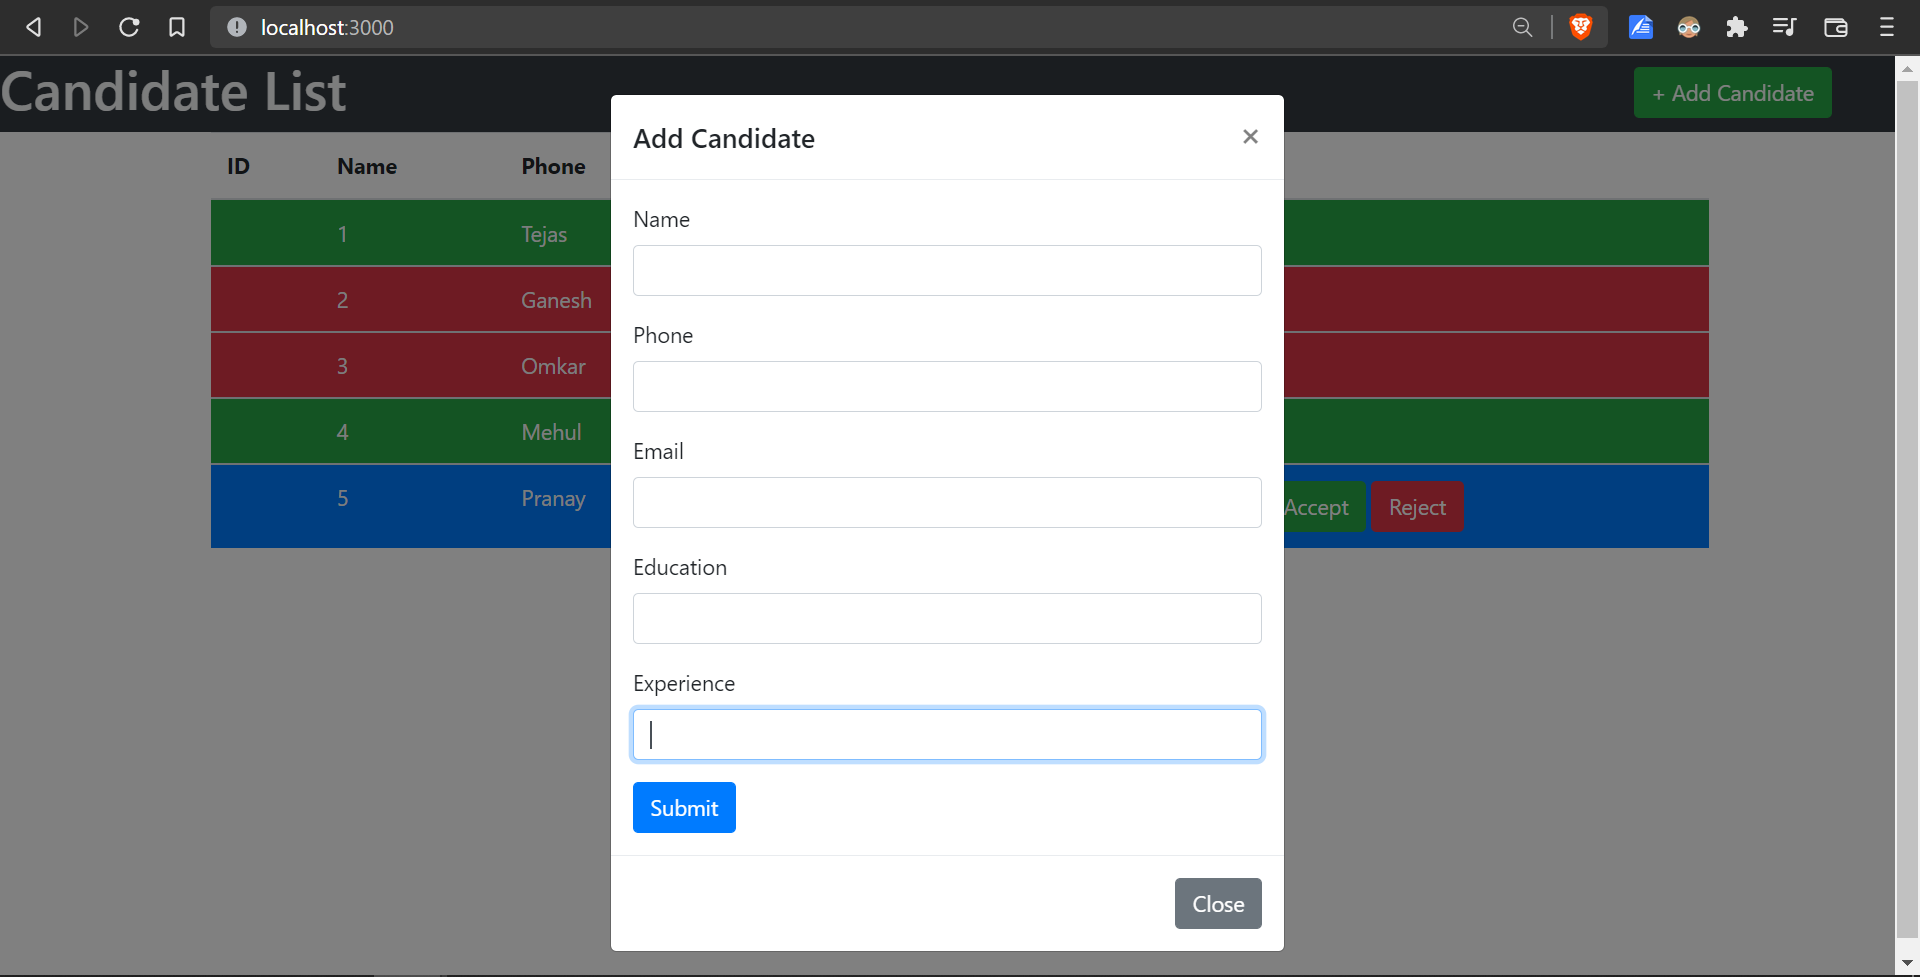 localhost:3000
Candidate List
+ Add Candidate
ID Name Phone
1 Tejas
2 Ganesh
3 Omkar
4 Mehul
5 Pranay Accept Reject
Add Candidate ×
Name
Phone
Email
Education
Experience
Submit
Close